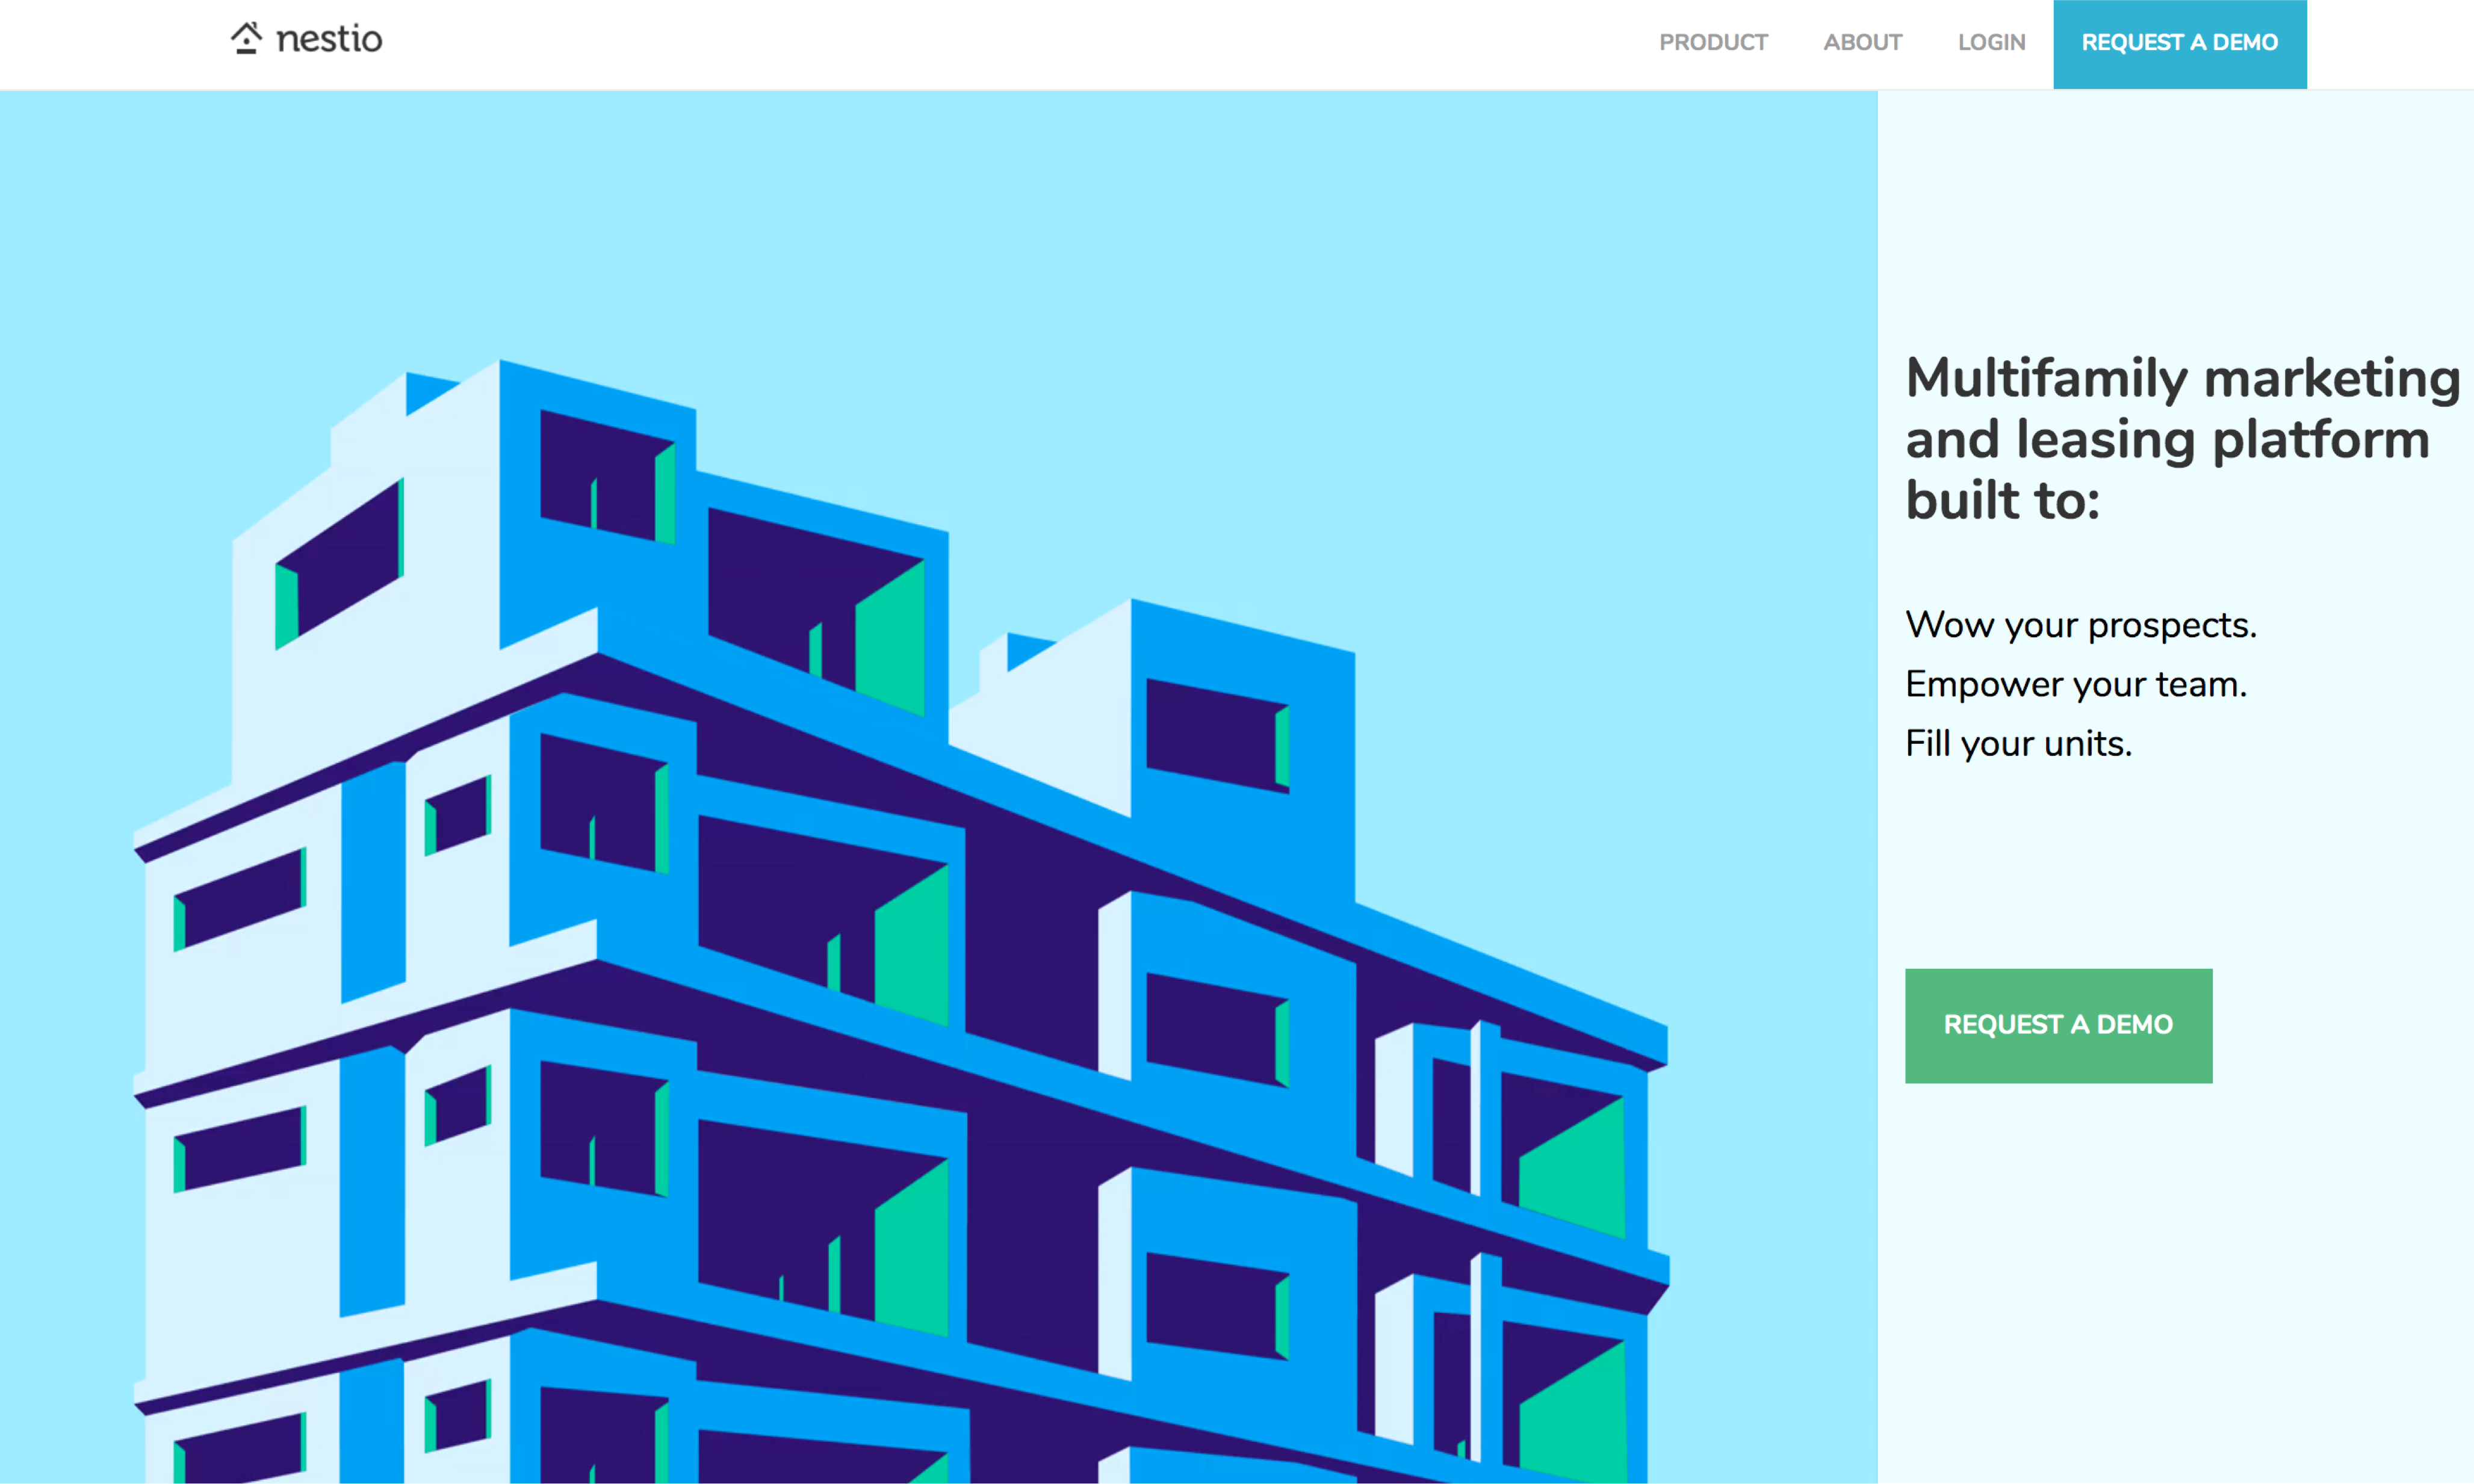 nestio
PRODUCT
ABOUT
LOGIN
REQUEST A DEMO
Multifamily marketing
and leasing platform
built to:
Wow your prospects.
Empower your team.
Fill your units.
REQUEST A DEMO